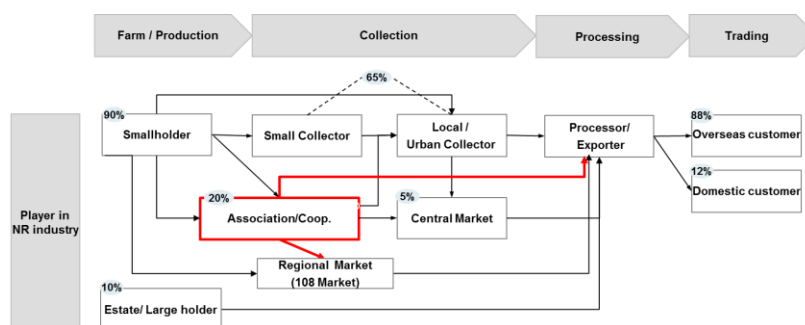 Farm / Production
Collection
Processing
Trading
65%
90%
Smallholder
Small Collector
Local /
Urban Collector
Processor/
Exporter
88%
Overseas customer
12%
Domestic customer
20%
Association/Coop.
5%
Central Market
Player in
NR industry
Regional Market
(108 Market)
10%
Estate/ Large holder